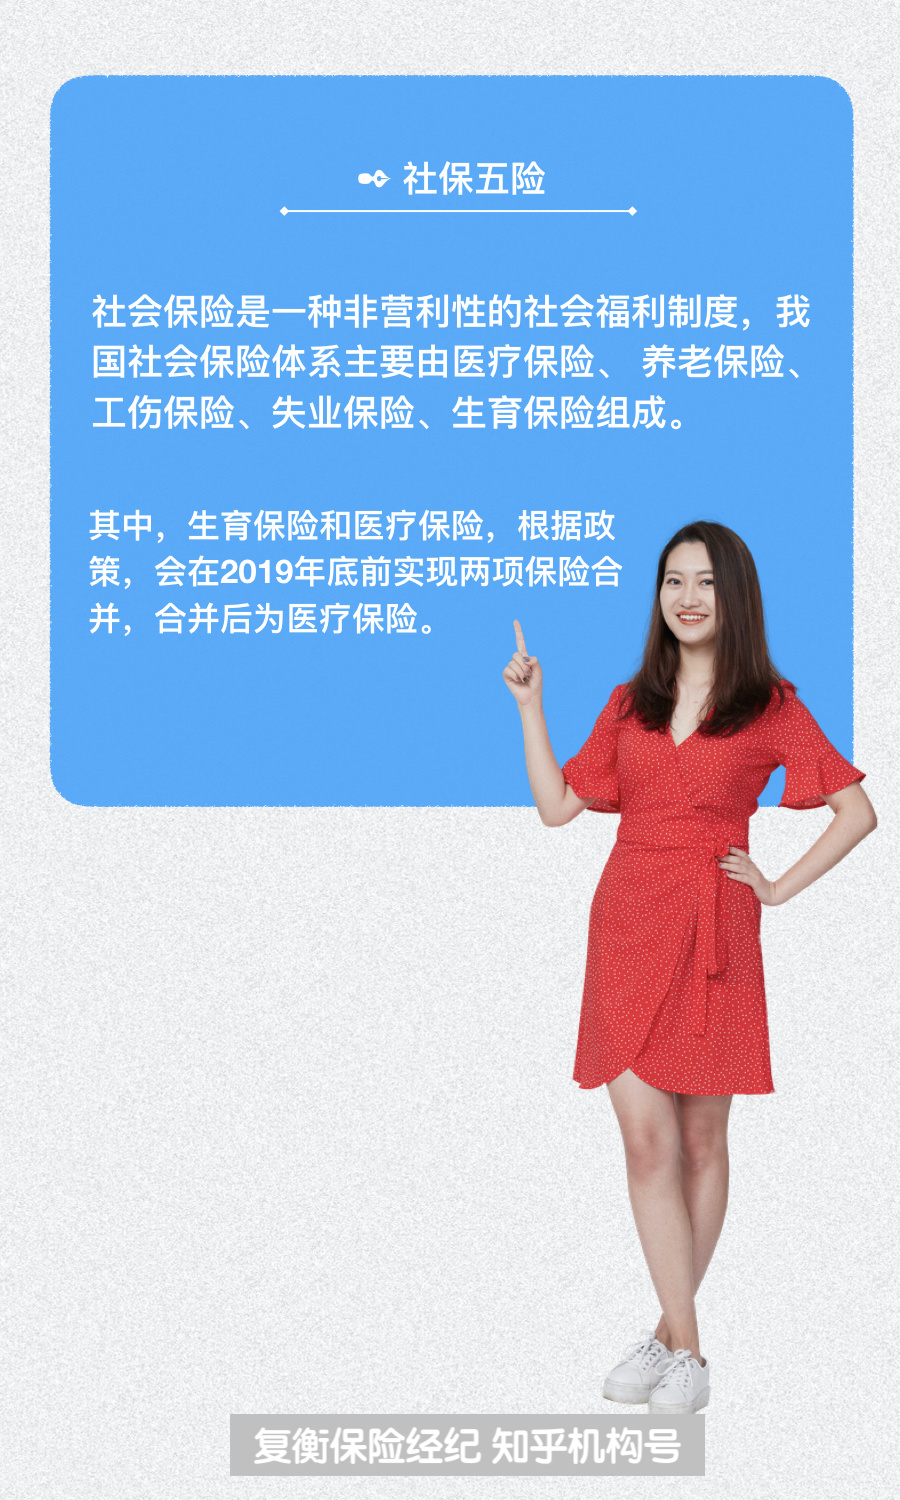 社保五险
社会保险是一种非营利性的社会福利制度，我
国社会保险体系主要由医疗保险、 养老保险、
工伤保险、失业保险、生育保险组成。
其中，生育保险和医疗保险，根据政
策，会在2019年底前实现两项保险合
并，合并后为医疗保险。
复衡保险经纪 知乎机构号